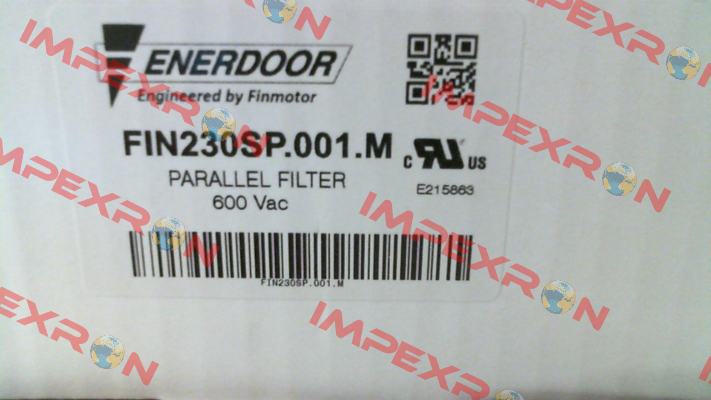 ENERDOOR
Engineered by Finmotor
FIN230SP.001.M
c RU US
PARALLEL FILTER
E215863
600 Vac
FIN230SP.001.M
IMPEXRON
IMPEXRON
IMPEXRON
IMPEXRON
IMPEXRON
IMPEXRON
IMPEXRON
IMPEXRON